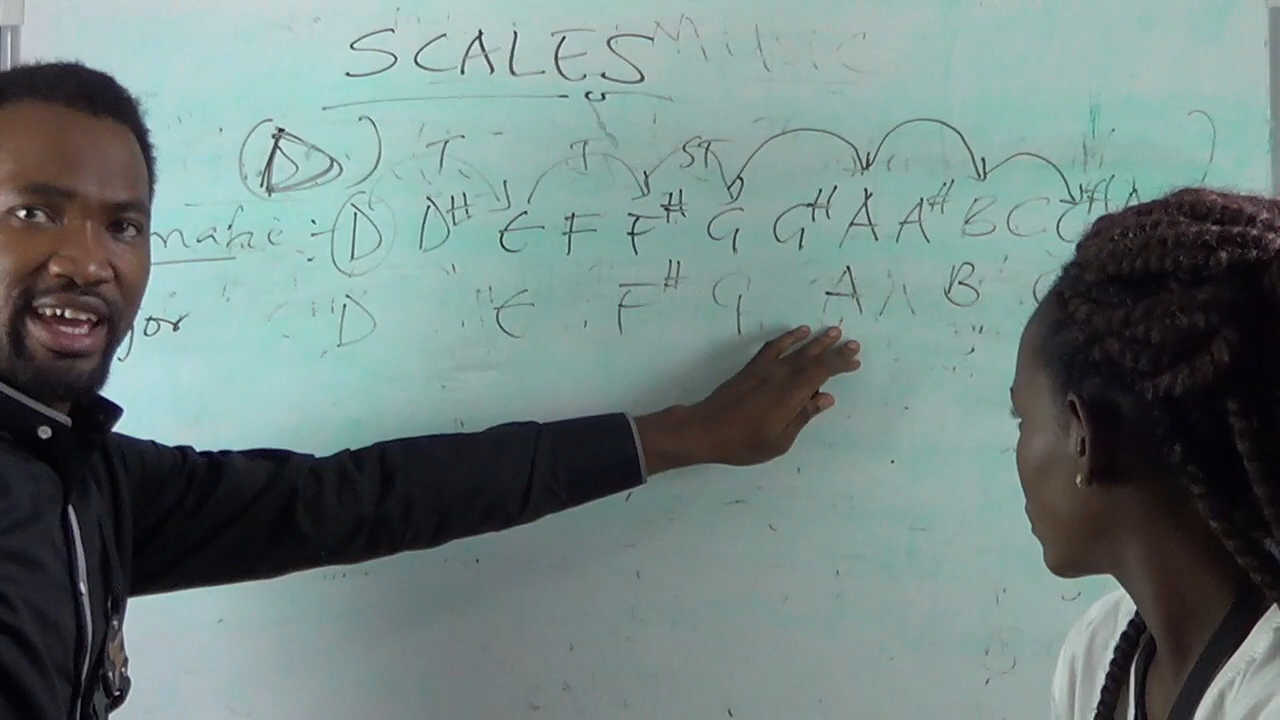 SCALES Music
(D) T T ST
matic :- D D# E F F# G G# A A# B C C#
jor D E F# G A B